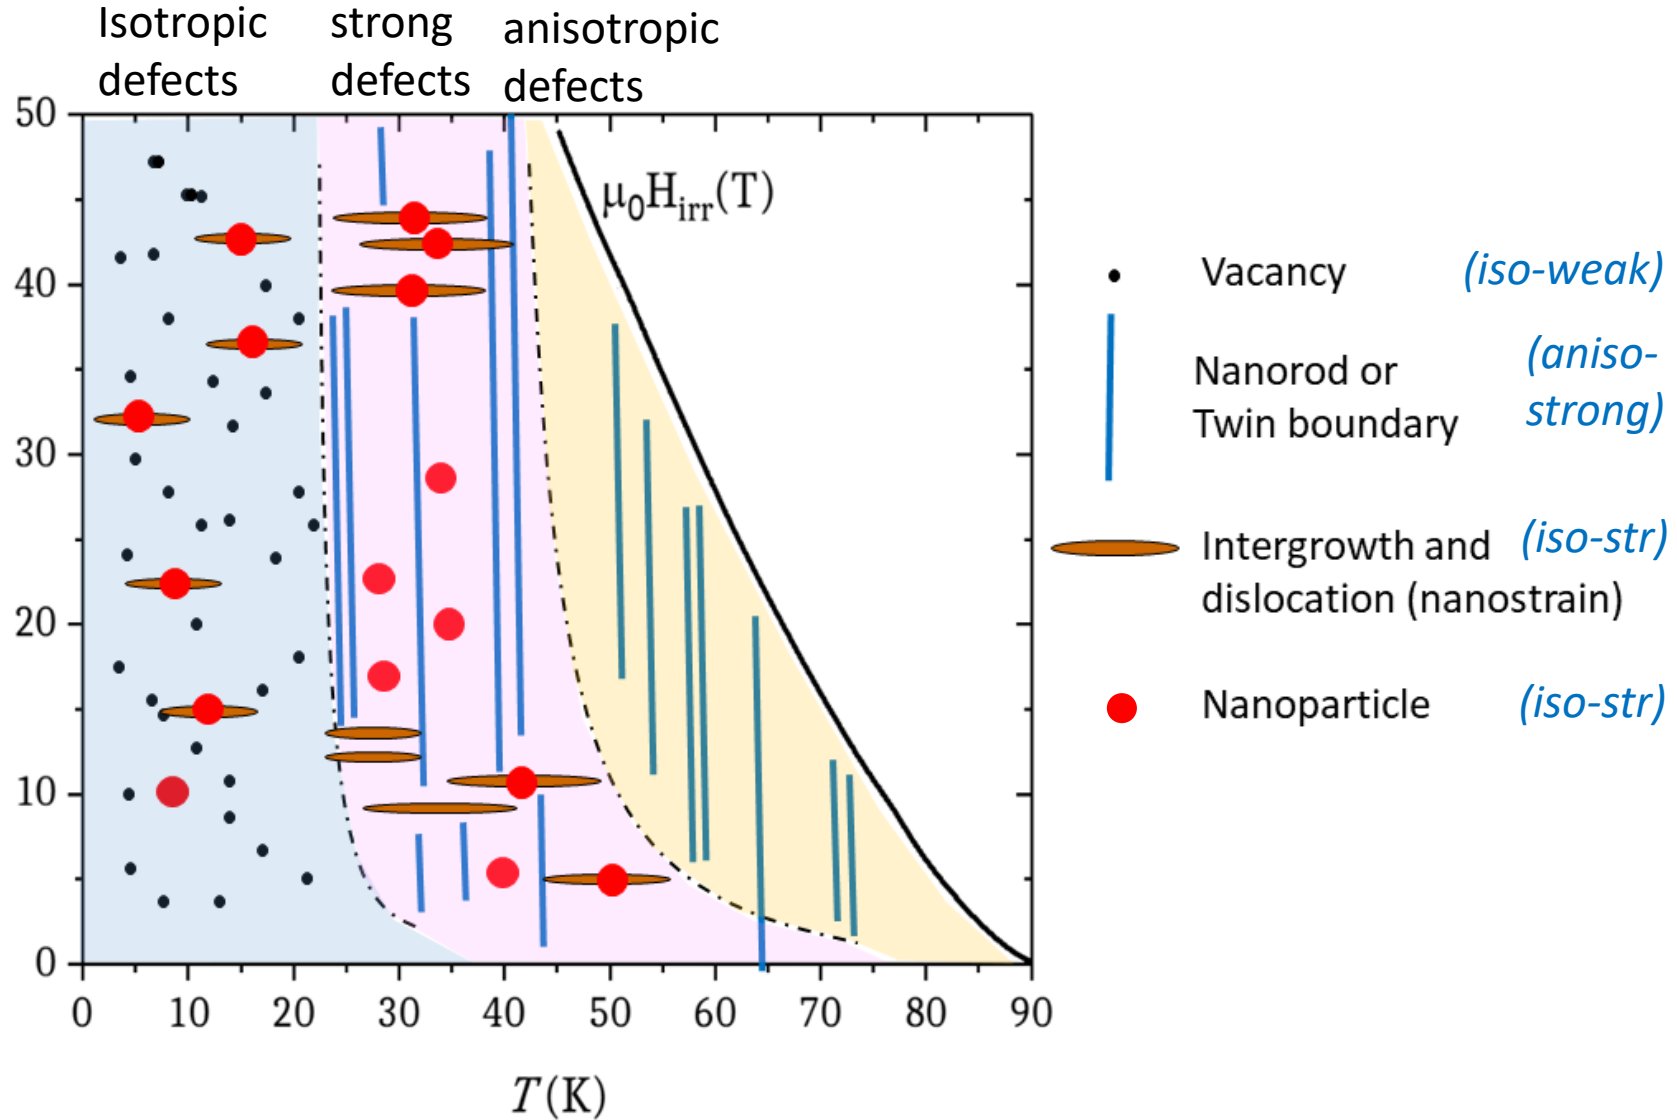 Isotropic
defects
strong
defects
anisotropic
defects
50
40
30
20
10
0
0 10 20 30 40 50 60 70 80 90
T(K)
μ₀Hᵢᵣᵣ(T)
Vacancy (iso-weak)
Nanorod or
Twin boundary
(aniso-
strong)
Intergrowth and (iso-str)
dislocation (nanostrain)
Nanoparticle (iso-str)